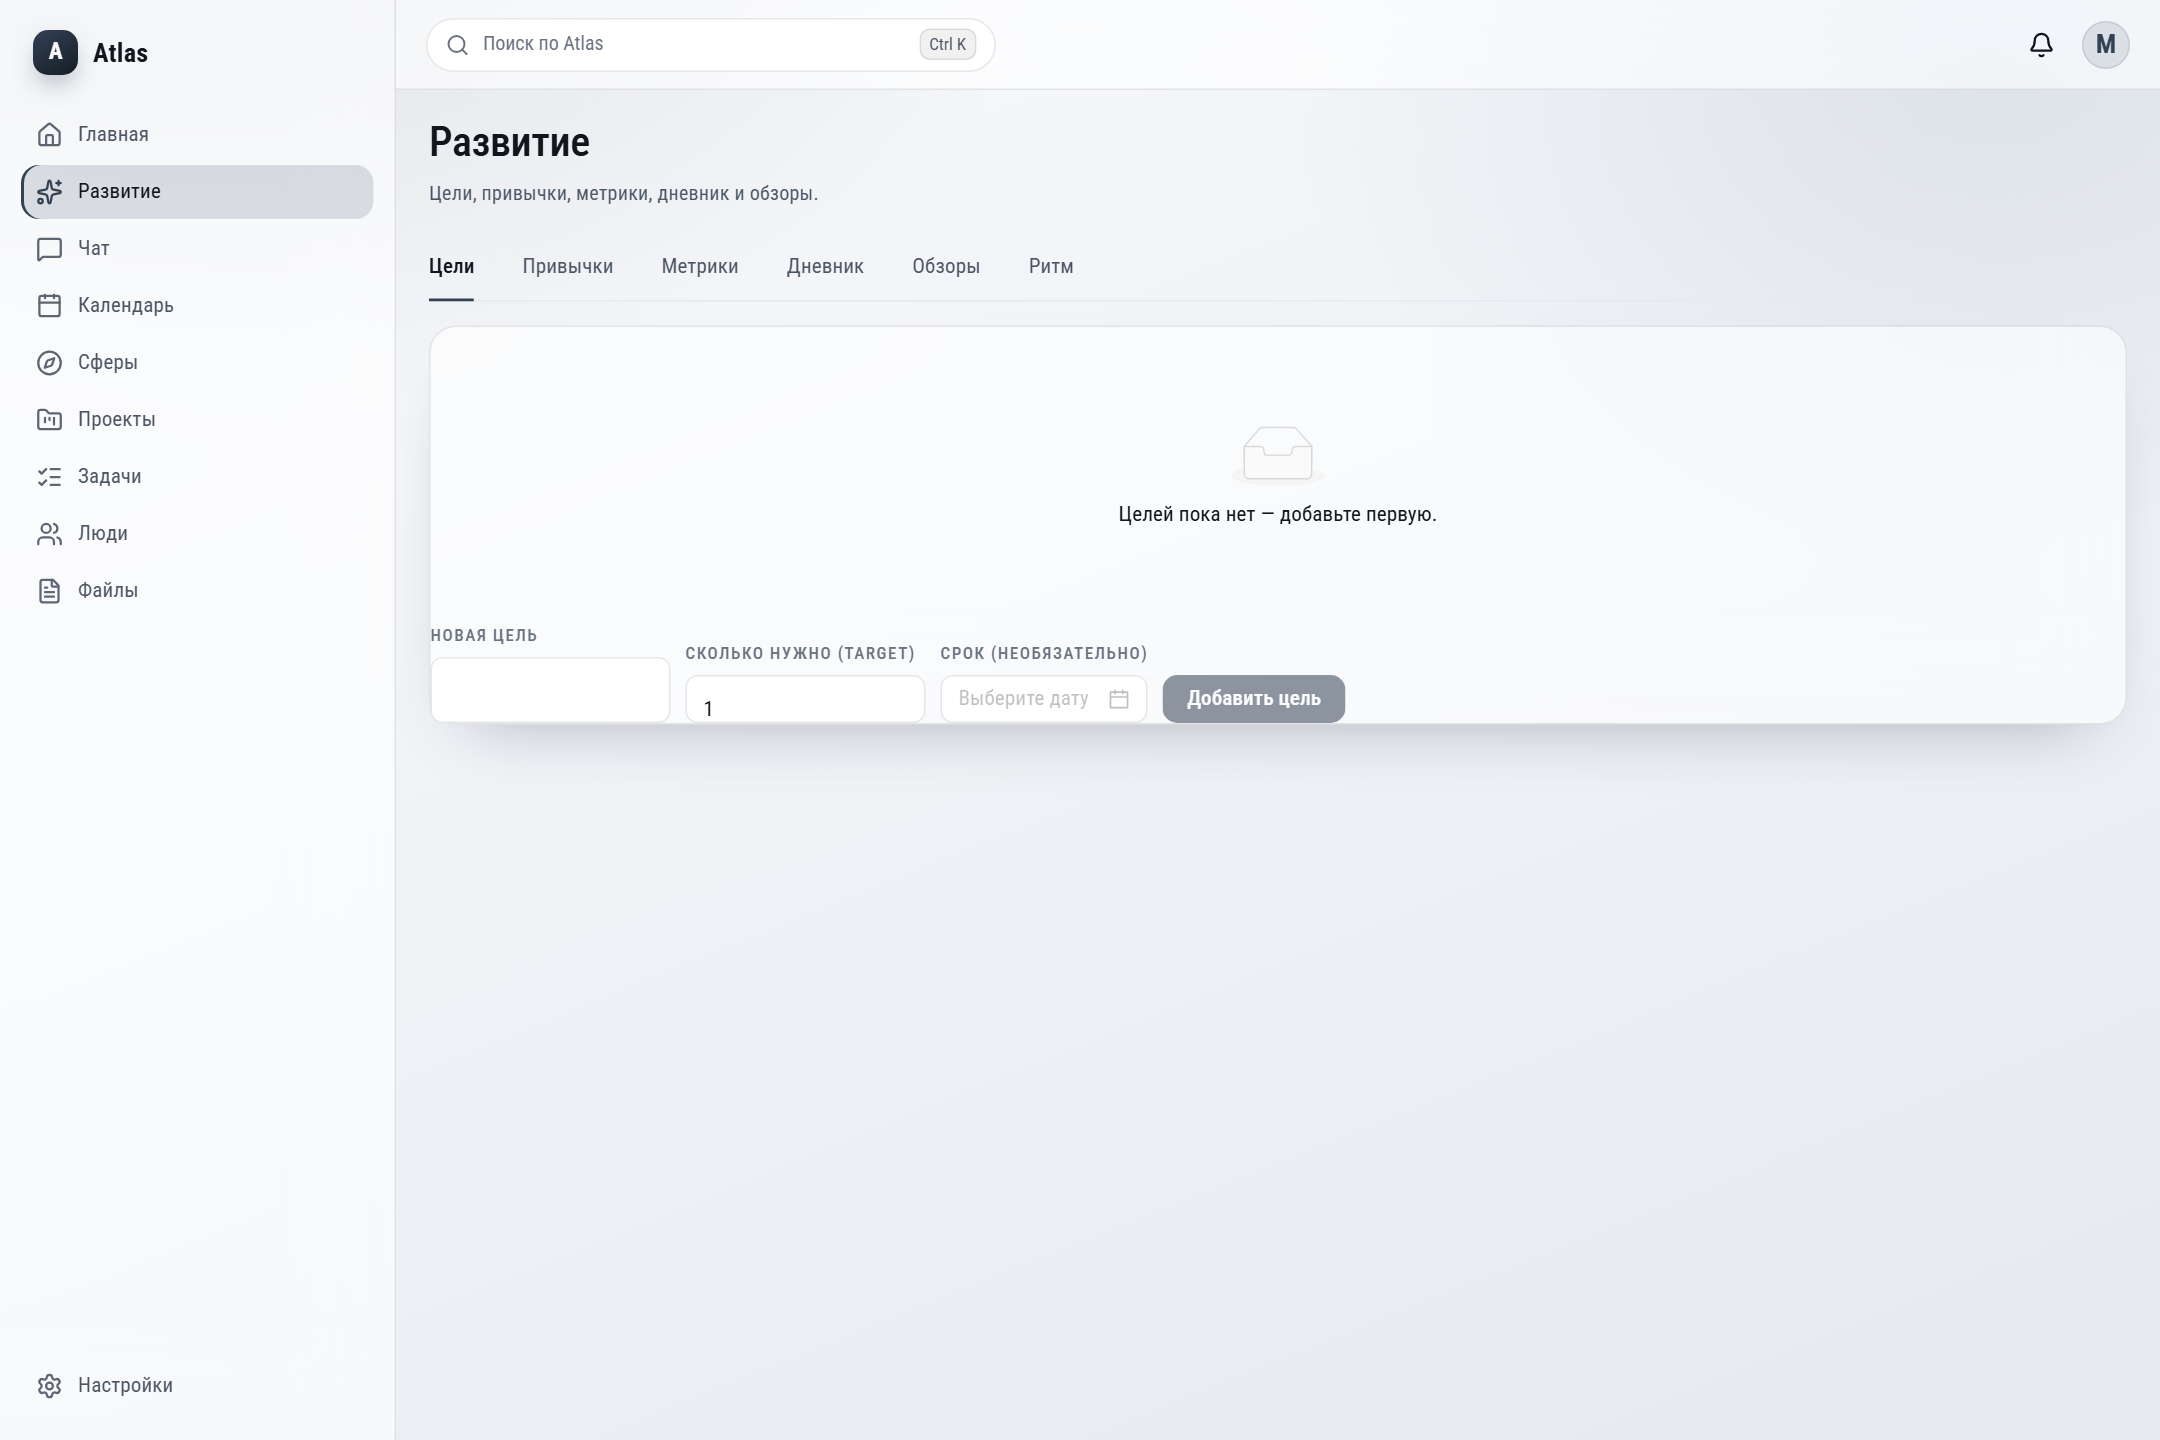 A Atlas
Поиск по Atlas
Ctrl K
M
Главная
Развитие
Чат
Календарь
Сферы
Проекты
Задачи
Люди
Файлы
Настройки
Развитие
Цели, привычки, метрики, дневник и обзоры.
Цели Привычки Метрики Дневник Обзоры Ритм
Целей пока нет — добавьте первую.
НОВАЯ ЦЕЛЬ
СКОЛЬКО НУЖНО (TARGET)
1
СРОК (НЕОБЯЗАТЕЛЬНО)
Выберите дату
Добавить цель